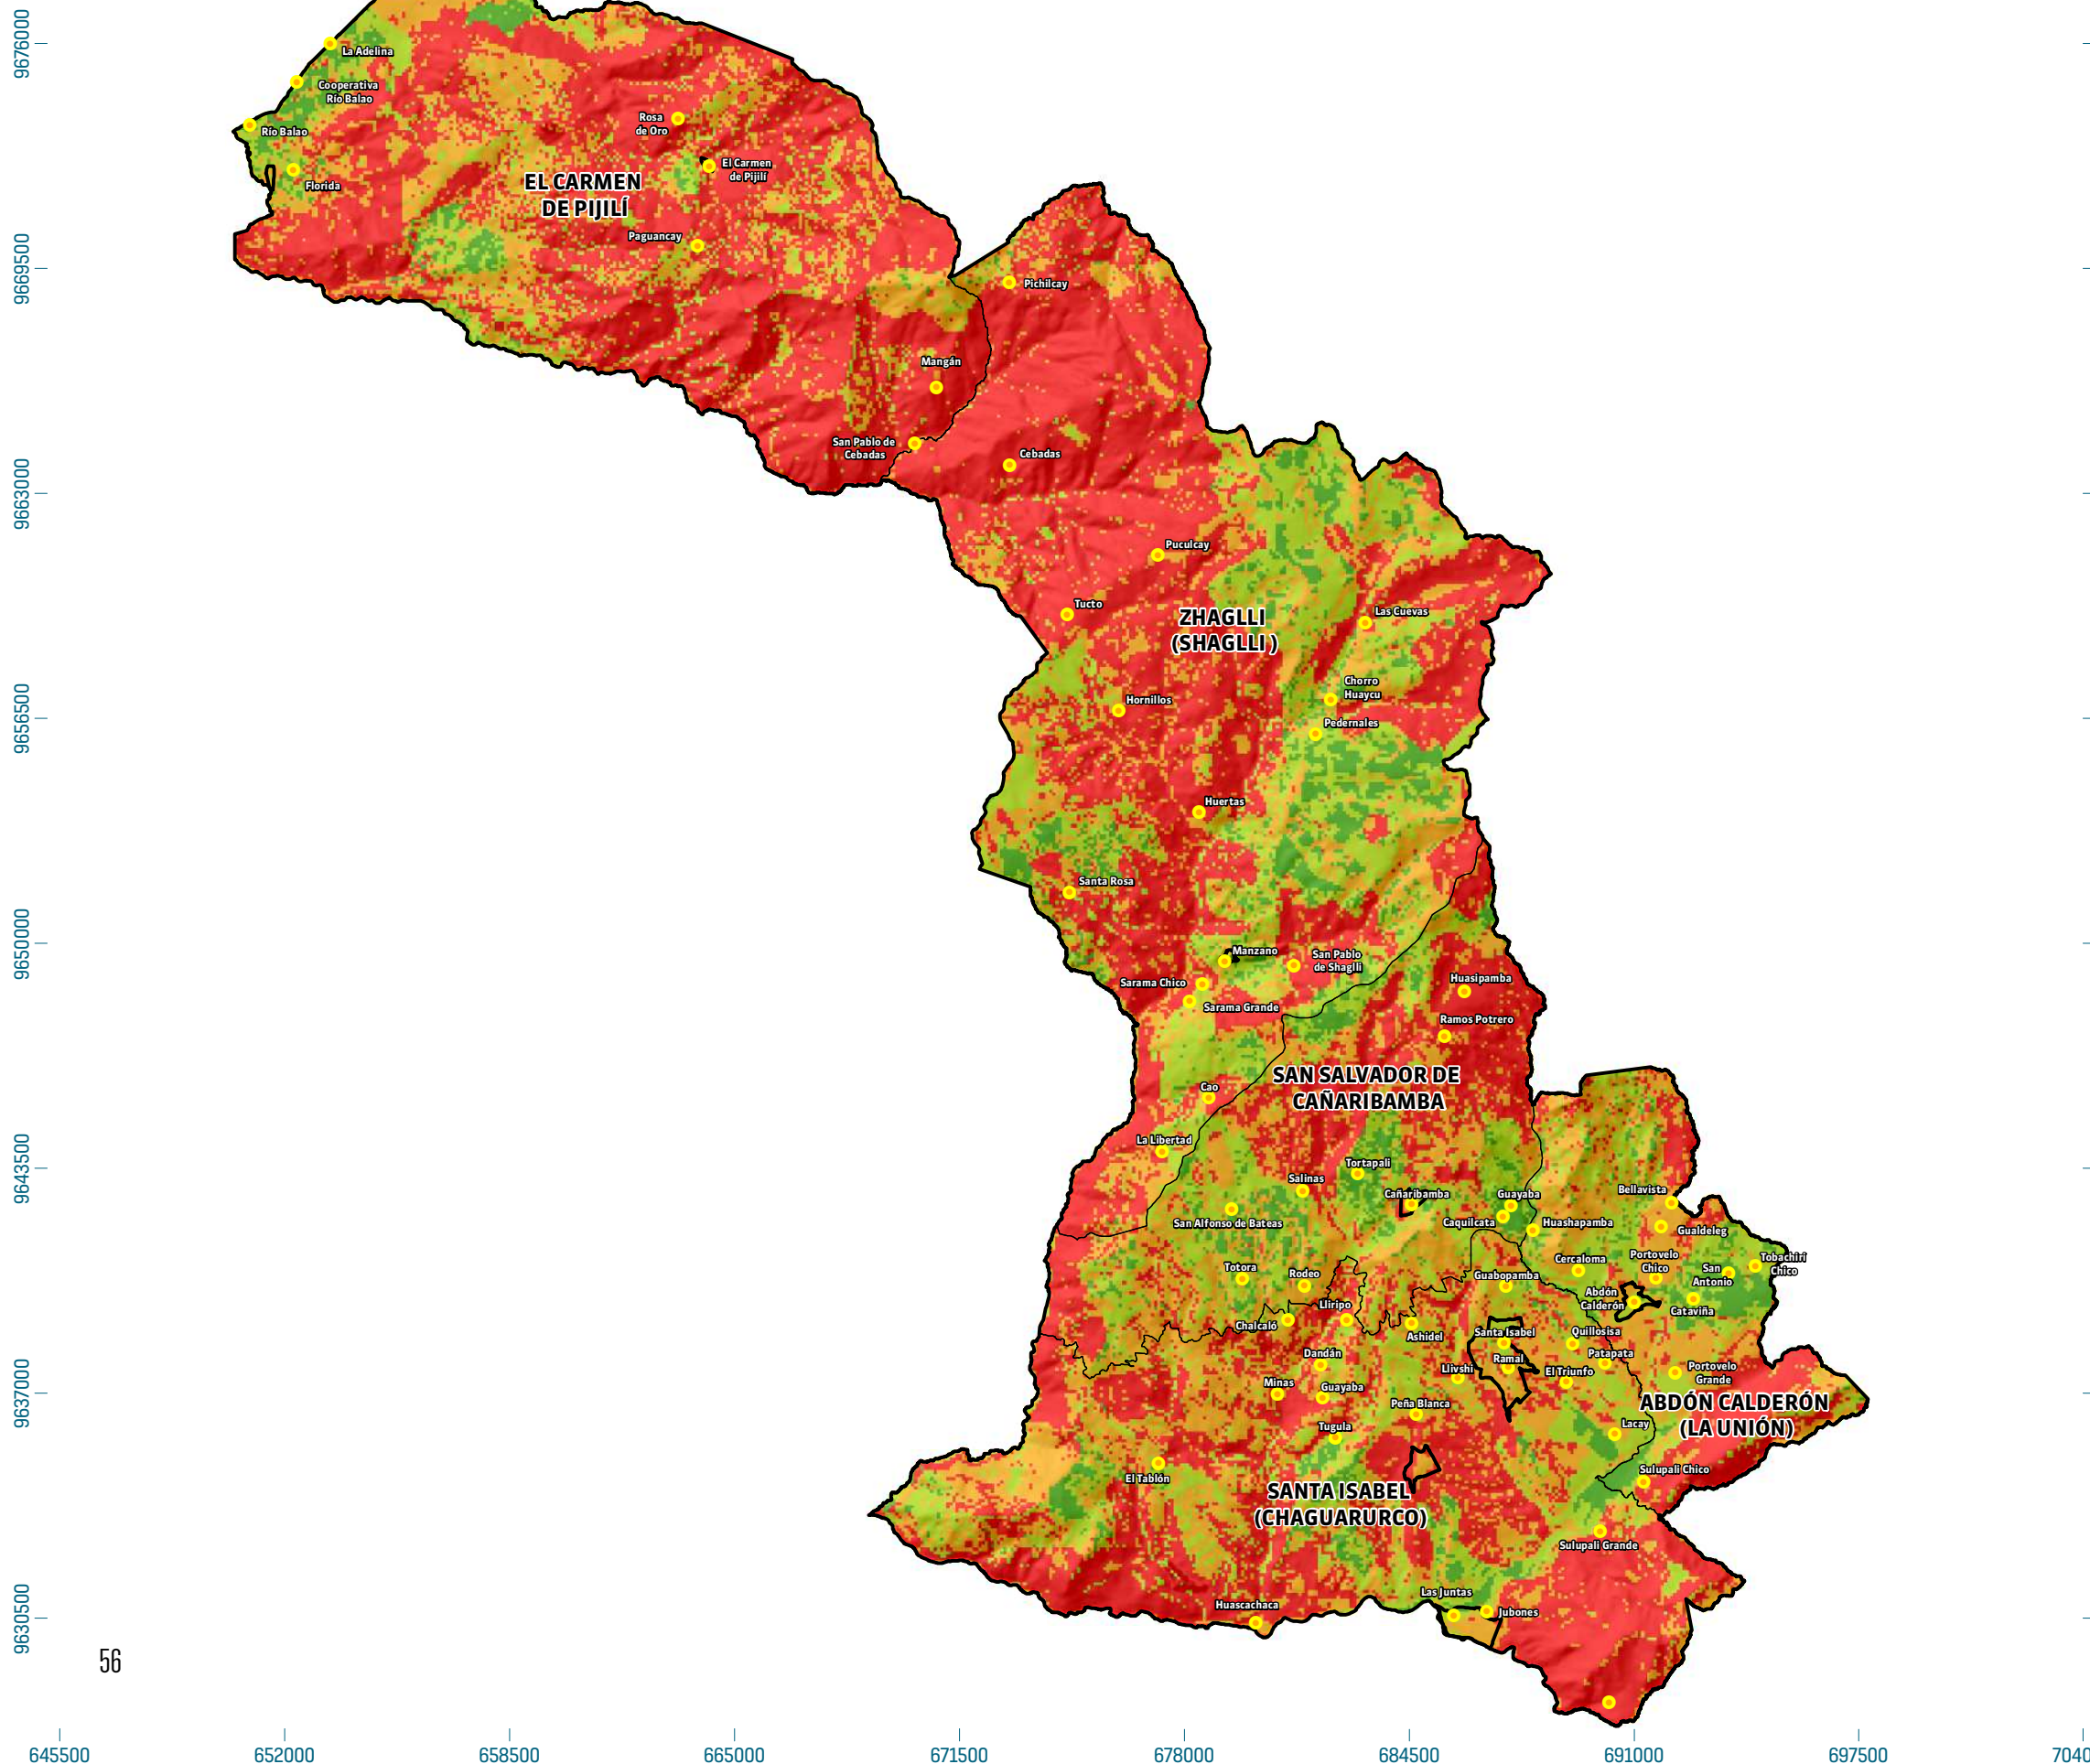 9676000
La Adelina
Cooperativa
Río Balao
Río Balao
Florida
Rosa
de Oro
El Carmen
de Pijilí
EL CARMEN
DE PIJILÍ
Paguancay
9669500
Pichilcay
Mangán
San Pablo de
Cebadas
Cebadas
9663000
Puculcay
Tucto
ZHAGLLI
(SHAGLLI )
Las Cuevas
Chorro
Huaycu
Hornillos
Pedernales
9656500
Huertas
Santa Rosa
9650000
Manzano
San Pablo
de Shaglli
Sarama Chico
Huasipamba
Sarama Grande
Ramos Potrero
SAN SALVADOR DE
CAÑARIBAMBA
Cao
La Libertad
9643500
Tortapali
Salinas
Cañaribamba
Guayaba
Bellavista
San Alfonso de Bateas
Caquilcata
Huashapamba
Gualdeleg
Totora
Rodeo
Guabopamba
Cercaloma
Portovelo
Chico
San
Antonio
Tobachirí
Chico
Abdón
Calderón
Cataviña
Lliripo
Chalcaló
Ashidel
Santa Isabel
Quillosisa
Dandán
Ramal
Patapata
Llivshi
El Triunfo
Portovelo
Grande
Minas
Guayaba
9637000
Peña Blanca
ABDÓN CALDERÓN
(LA UNIÓN)
Tugula
Lacay
El Tablón
Sulupali Chico
SANTA ISABEL
(CHAGUARURCO)
Sulupali Grande
Las Juntas
Huascachaca
Jubones
9630500
56
645500
652000
658500
665000
671500
678000
684500
691000
697500